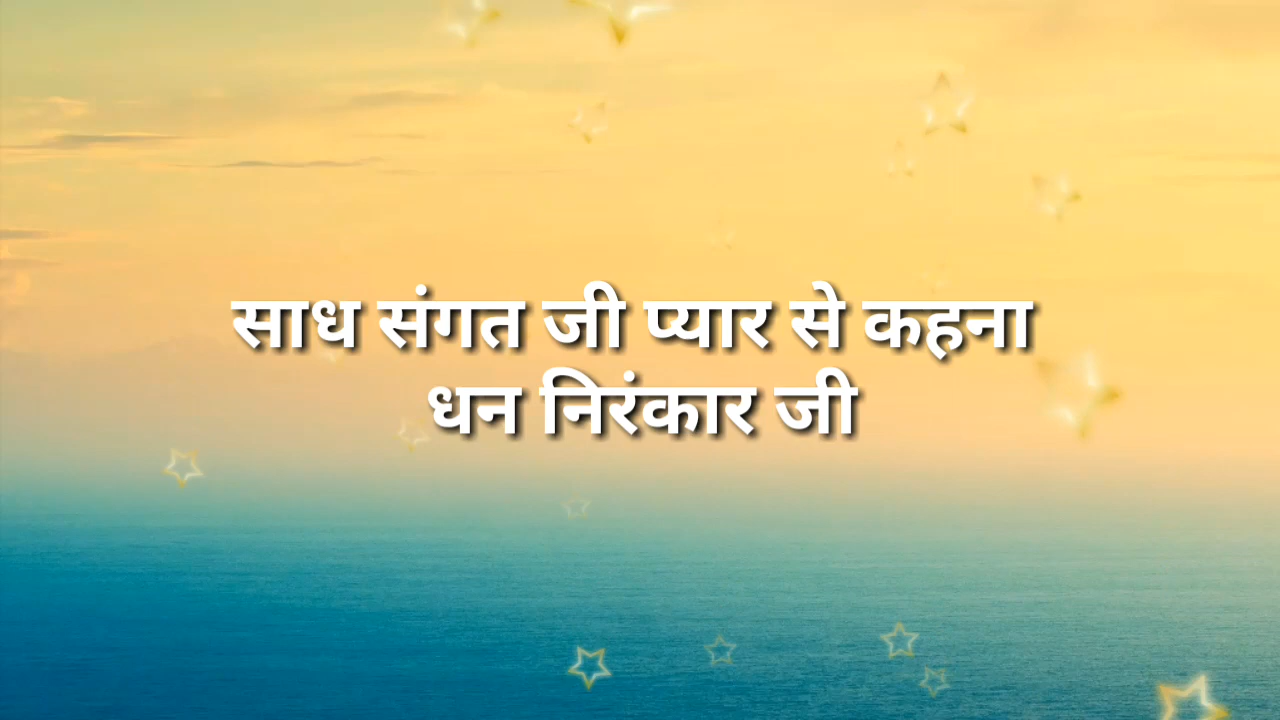 साध संगत जी प्यार से कहना
धन निरंकार जी